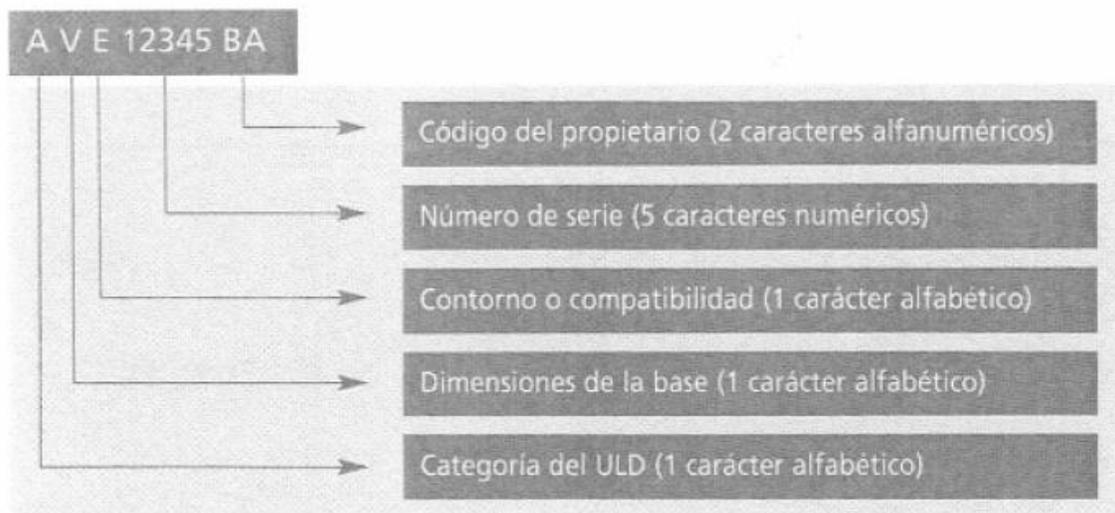 A V E 12345 BA
Código del propietario (2 caracteres alfanuméricos)
Número de serie (5 caracteres numéricos)
Contorno o compatibilidad (1 carácter alfabético)
Dimensiones de la base (1 carácter alfabético)
Categoría del ULD (1 carácter alfabético)